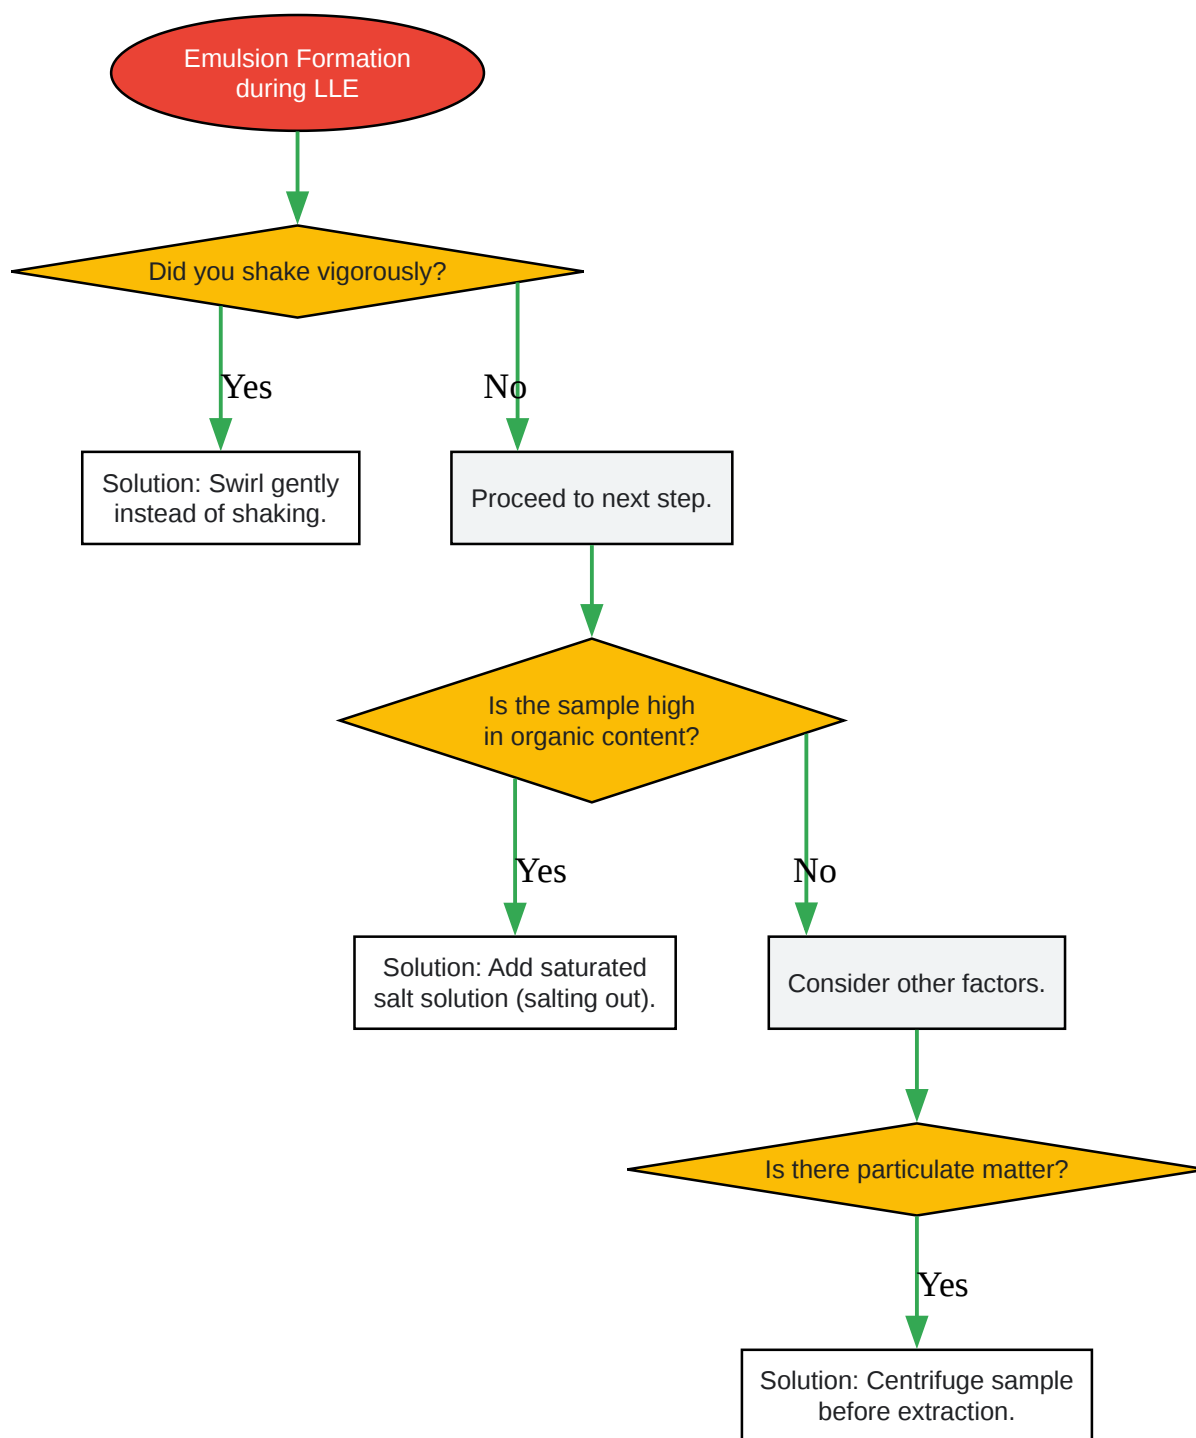 Emulsion Formation
during LLE
Did you shake vigorously?
Yes
No
Solution: Swirl gently
instead of shaking.
Proceed to next step.
Is the sample high
in organic content?
Yes
No
Solution: Add saturated
salt solution (salting out).
Consider other factors.
Is there particulate matter?
Yes
Solution: Centrifuge sample
before extraction.